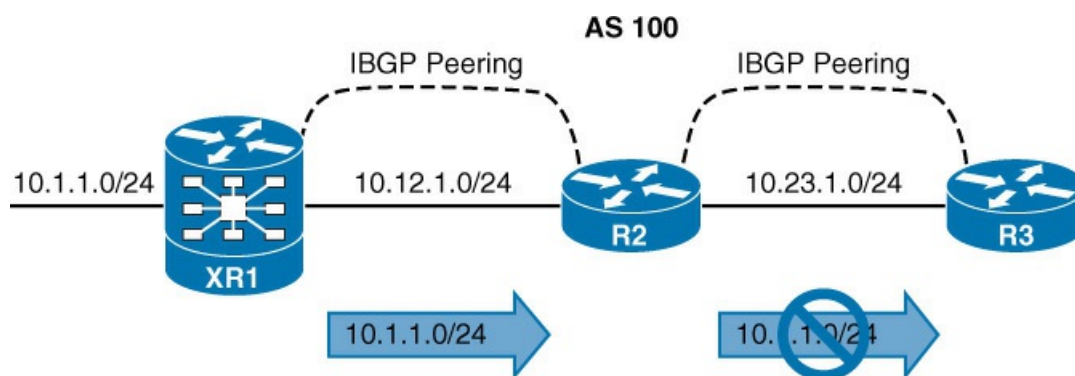 AS 100
IBGP Peering
IBGP Peering
10.1.1.0/24
10.12.1.0/24
10.23.1.0/24
XR1
R2
R3
10.1.1.0/24